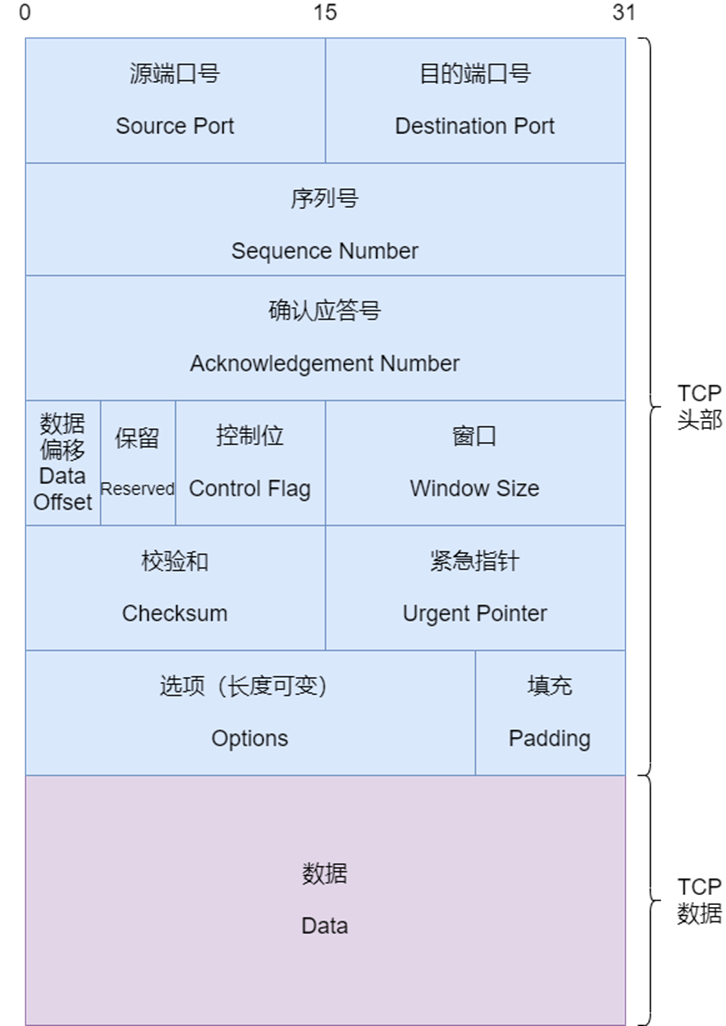 0 15 31
源端口号 目的端口号
Source Port Destination Port
序列号
Sequence Number
确认应答号
Acknowledgement Number
数据
偏移
Data
Offset
保留
Reserved
控制位
Control Flag
窗口
Window Size
校验和 紧急指针
Checksum Urgent Pointer
选项（长度可变） 填充
Options Padding
TCP
头部
数据
Data
TCP
数据